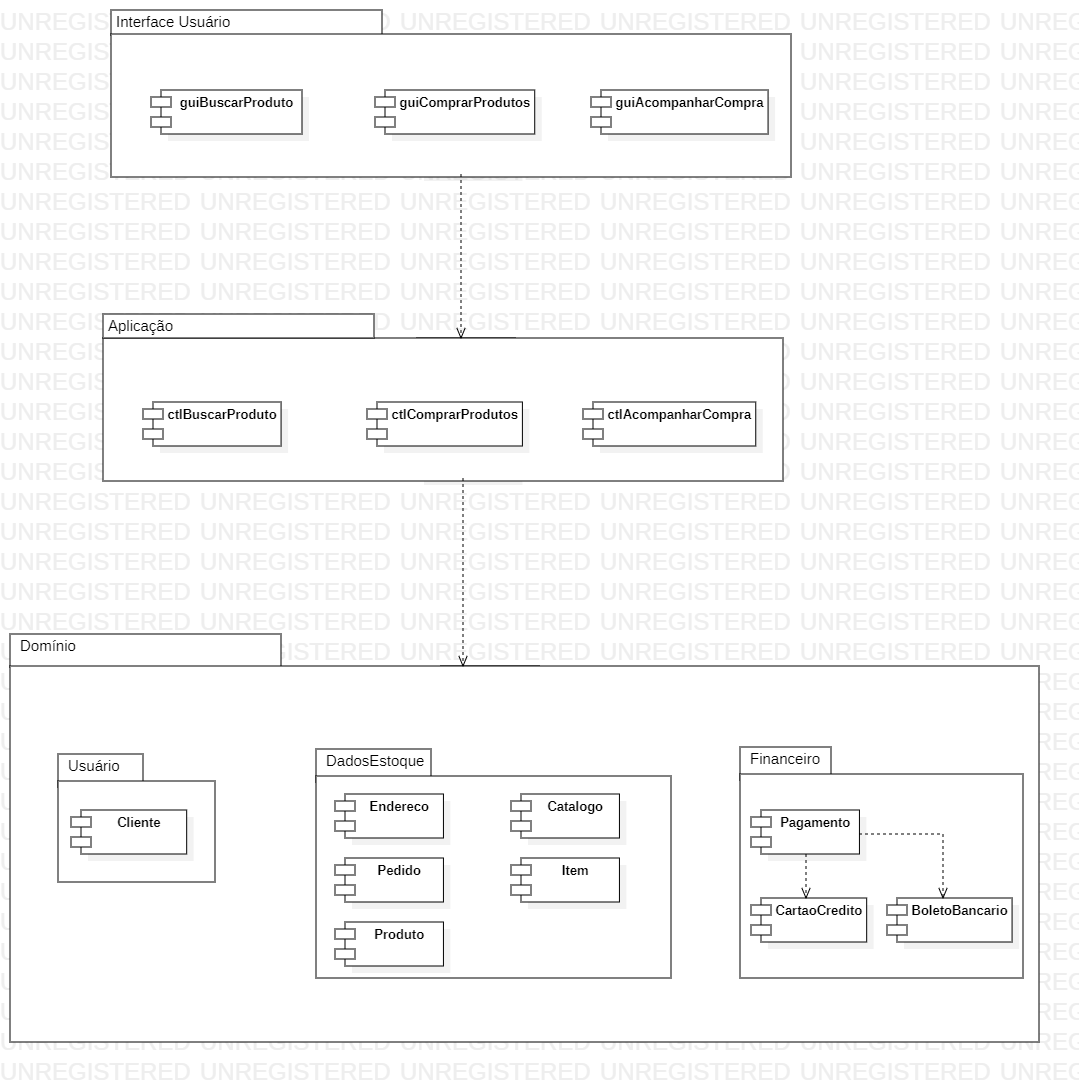 Interface Usuário
guiBuscarProduto
guiComprarProdutos
guiAcompanharCompra
Aplicação
ctlBuscarProduto
ctlComprarProdutos
ctlAcompanharCompra
Domínio
Usuário
Cliente
DadosEstoque
Endereco
Catalogo
Pedido
Item
Produto
Financeiro
Pagamento
CartaoCredito
BoletoBancario
UNREGISTERED